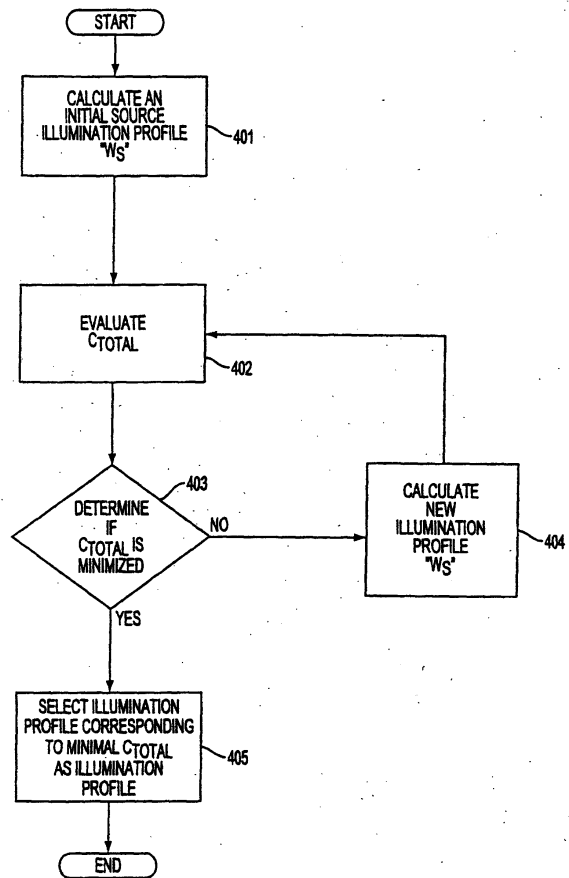 START
CALCULATE AN
INITIAL SOURCE
ILLUMINATION PROFILE
"WS"
401
EVALUATE
CTOTAL
402
403
DETERMINE
IF
CTOTAL IS
MINIMIZED
NO
CALCULATE
NEW
ILLUMINATION
PROFILE
"WS"
404
YES
SELECT ILLUMINATION
PROFILE CORRESPONDING
TO MINIMAL CTOTAL
AS ILLUMINATION
PROFILE
405
END